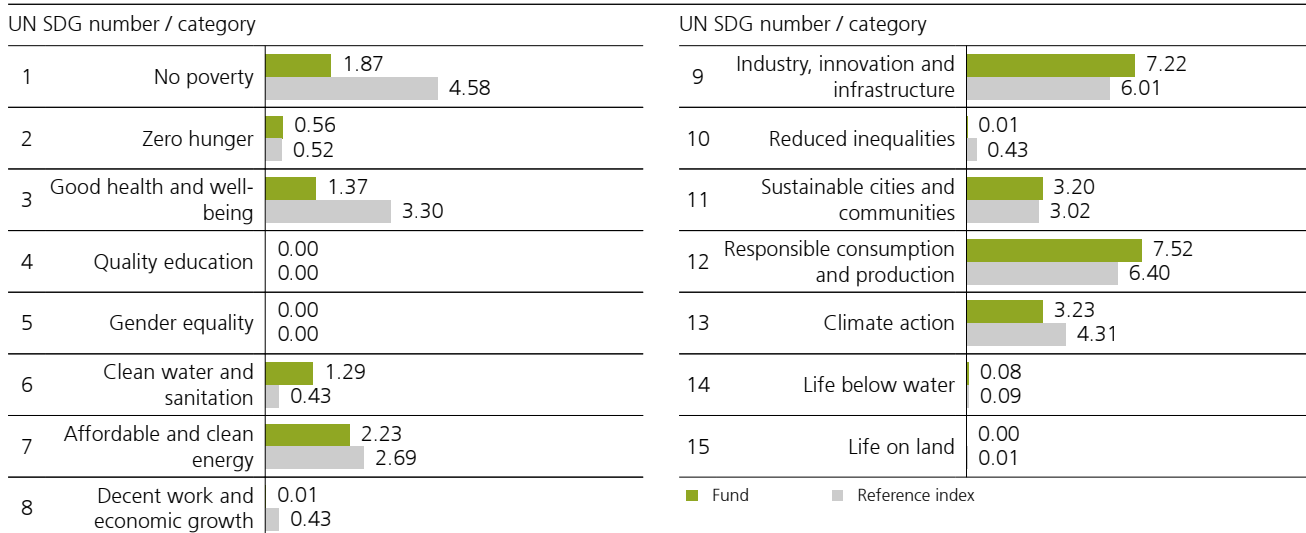 UN SDG number / category
1 No poverty 1.87
4.58
2 Zero hunger 0.56
0.52
3 Good health and well-
being 1.37
3.30
4 Quality education 0.00
0.00
5 Gender equality 0.00
0.00
6 Clean water and
sanitation 1.29
0.43
7 Affordable and clean
energy 2.23
2.69
8 Decent work and
economic growth 0.01
0.43
UN SDG number / category
9 Industry, innovation and
infrastructure 7.22
6.01
10 Reduced inequalities 0.01
0.43
11 Sustainable cities and
communities 3.20
3.02
12 Responsible consumption
and production 7.52
6.40
13 Climate action 3.23
4.31
14 Life below water 0.08
0.09
15 Life on land 0.00
0.01
Fund Reference index